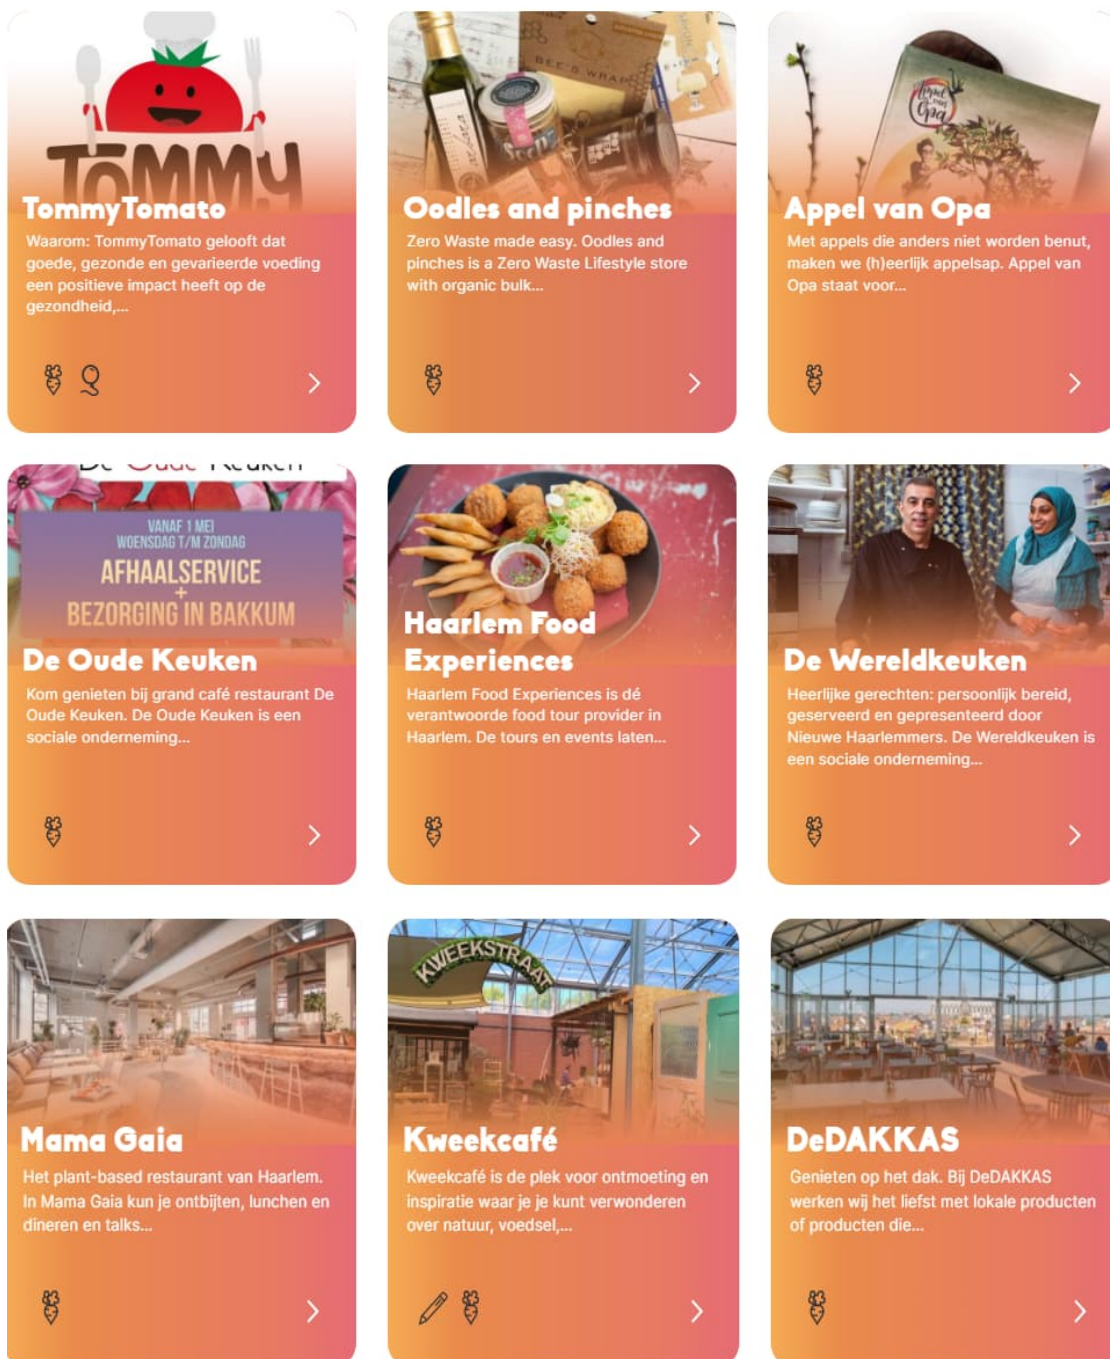 TOMMY
TommyTomato
Waarom: TommyTomato gelooft dat
goede, gezonde en gevarieerde voeding
een positieve impact heeft op de
gezondheid,...
BEE'S WRAP
Oodles and pinches
Zero Waste made easy. Oodles and
pinches is a Zero Waste Lifestyle store
with organic bulk...
Appel
van
Opa
Appel van Opa
Met appels die anders niet worden benut,
maken we (h)eerlijk appelsap. Appel van
Opa staat voor...
De Oude Keuken
VANAF 1 MEI
WOENSDAG T/M ZONDAG
AFHAALSERVICE
+
BEZORGING IN BAKKUM
De Oude Keuken
Kom genieten bij grand café restaurant De
Oude Keuken. De Oude Keuken is een
sociale onderneming...
Haarlem Food
Experiences
Haarlem Food Experiences is dé
verantwoorde food tour provider in
Haarlem. De tours en events laten...
De Wereldkeuken
Heerlijke gerechten: persoonlijk bereid,
geserveerd en gepresenteerd door
Nieuwe Haarlemmers. De Wereldkeuken is
een sociale onderneming...
Mama Gaia
Het plant-based restaurant van Haarlem.
In Mama Gaia kun je ontbijten, lunchen en
dineren en talks...
KWEEKSTRAAT
Kweekcafé
Kweekcafé is de plek voor ontmoeting en
inspiratie waar je je kunt verwonderen
over natuur, voedsel,...
DeDAKKAS
Genieten op het dak. Bij DeDAKKAS
werken wij het liefst met lokale producten
of producten die...